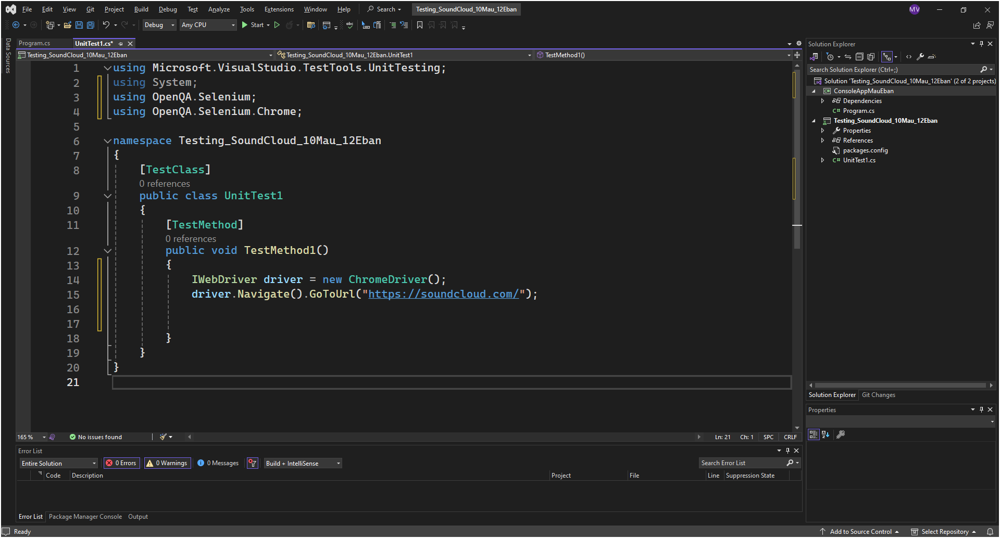 File Edit View Git Project Build Debug Test Analyze Tools Extensions Window Help Search Testing_SoundCloud_10Mau_12Eban MV
Debug Any CPU Start
Data Sources
Program.cs UnitTest1.cs*
Testing_SoundCloud_10Mau_12Eban Testing_SoundCloud_10Mau_12Eban.UnitTest1 TestMethod1()
1 using Microsoft.VisualStudio.TestTools.UnitTesting;
2 using System;
3 using OpenQA.Selenium;
4 using OpenQA.Selenium.Chrome;
5
6 namespace Testing_SoundCloud_10Mau_12Eban
7 {
8 [TestClass]
0 references
9 public class UnitTest1
10 {
11 [TestMethod]
0 references
12 public void TestMethod1()
13 {
14 IWebDriver driver = new ChromeDriver();
15 driver.Navigate().GoToUrl("https://soundcloud.com/");
16
17
18 }
19 }
20 }
21
165 % No issues found Ln: 21 Ch: 1 SPC CRLF
Error List
Entire Solution 0 Errors 0 Warnings 0 Messages Build + IntelliSense Search Error List
Code Description Project File Line Suppression State
Error List Package Manager Console Output
Solution Explorer
Search Solution Explorer (Ctrl+;)
Solution 'Testing_SoundCloud_10Mau_12Eban' (2 of 2 projects)
C# ConsoleAppMauEban
Dependencies
C# Program.cs
Testing_SoundCloud_10Mau_12Eban
Properties
References
packages.config
C# UnitTest1.cs
Solution Explorer Git Changes
Properties
Ready Add to Source Control Select Repository